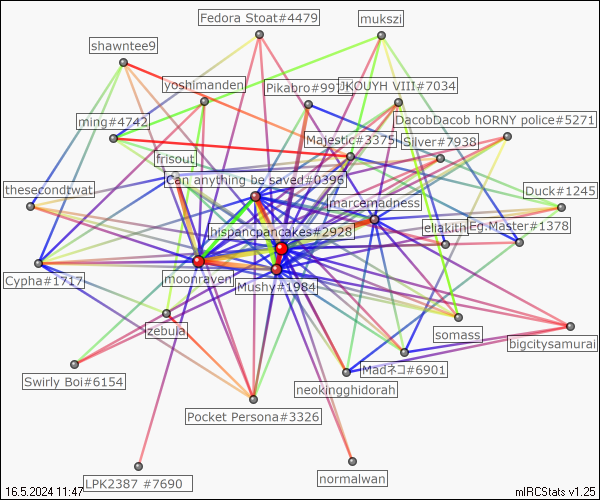 Fedora Stoat#4479
mukszi
shawntee9
yoshimanden
Pikabro#997
JKOUYH VIII#7034
ming#4742
DacobDacob hORNY police#5271
Majestic#3375
Silver#7938
frisout
Can anything be saved#0396
thesecondtwat
Duck#1245
marcemadness
hispanicpancakes#2928
eliakith
Eg.Master#1378
Cypha#1717
moonraven
Mushy#1984
zebuja
somass
bigcitysamurai
Swirly Boi#6154
Madネコ#6901
neokingghidorah
Pocket Persona#3326
LPK2387 #7690
normalwan
16.5.2024 11:47
mIRCStats v1.25